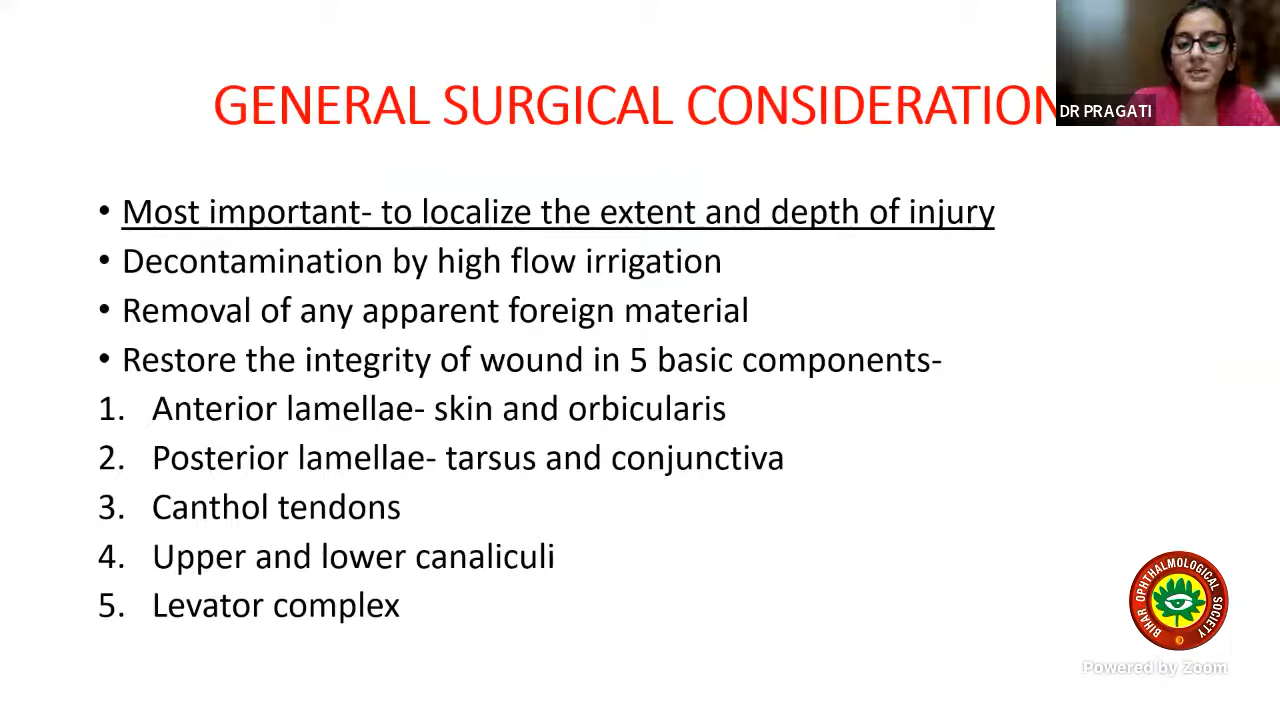 GENERAL SURGICAL CONSIDERATION
DR PRAGATI
• Most important- to localize the extent and depth of injury
• Decontamination by high flow irrigation
• Removal of any apparent foreign material
• Restore the integrity of wound in 5 basic components-
1. Anterior lamellae- skin and orbicularis
2. Posterior lamellae- tarsus and conjunctiva
3. Canthol tendons
4. Upper and lower canaliculi
5. Levator complex
BIHAR OPHTHALMOLOGICAL SOCIETY
Powered by Zoom